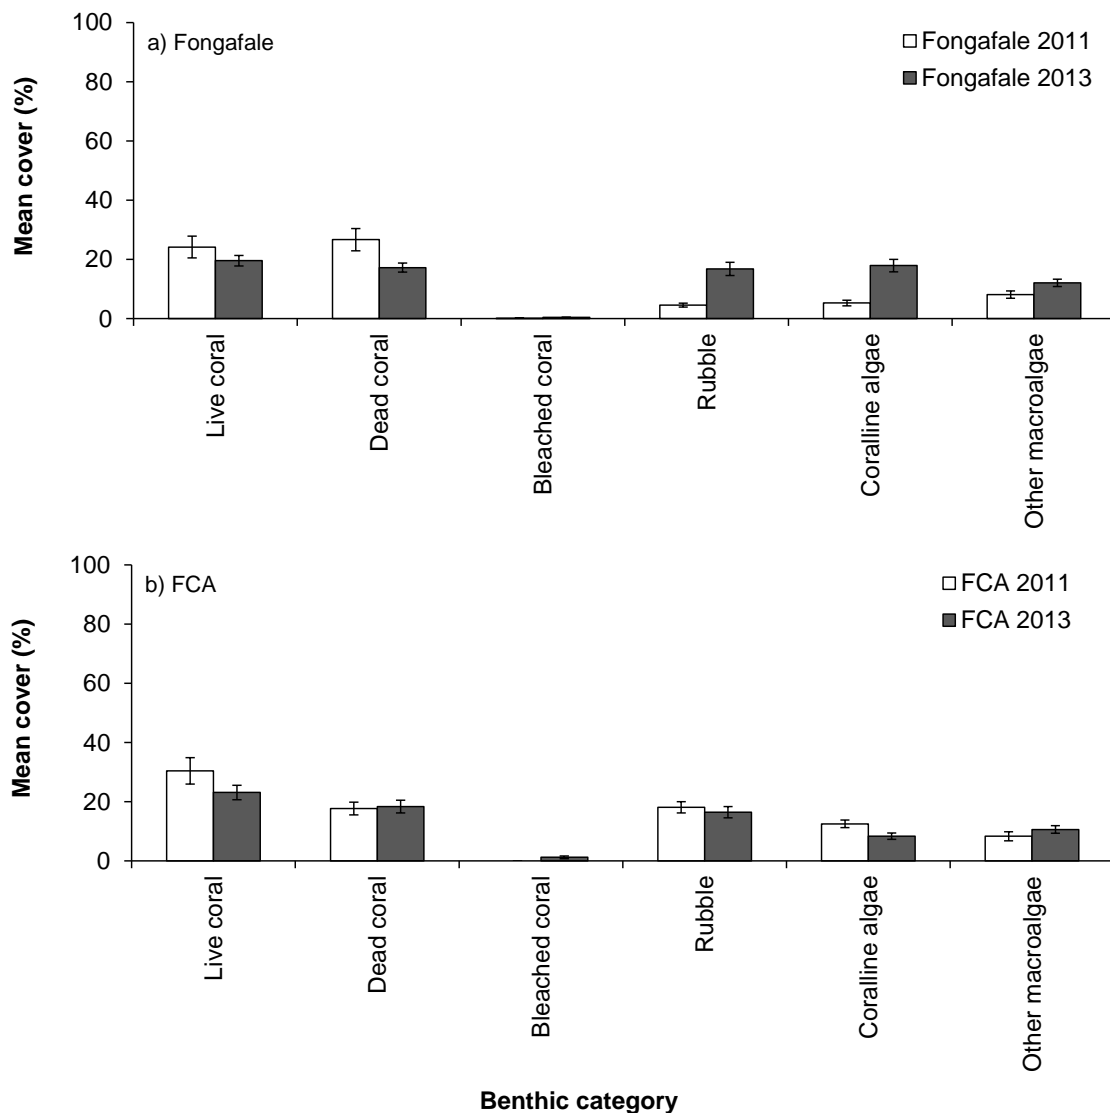 a) Fongafale
Fongafale 2011
Fongafale 2013
Mean cover (%)
100
80
60
40
20
0
Live coral
Dead coral
Bleached coral
Rubble
Coralline algae
Other macroalgae
b) FCA
FCA 2011
FCA 2013
Mean cover (%)
100
80
60
40
20
0
Live coral
Dead coral
Bleached coral
Rubble
Coralline algae
Other macroalgae
Benthic category